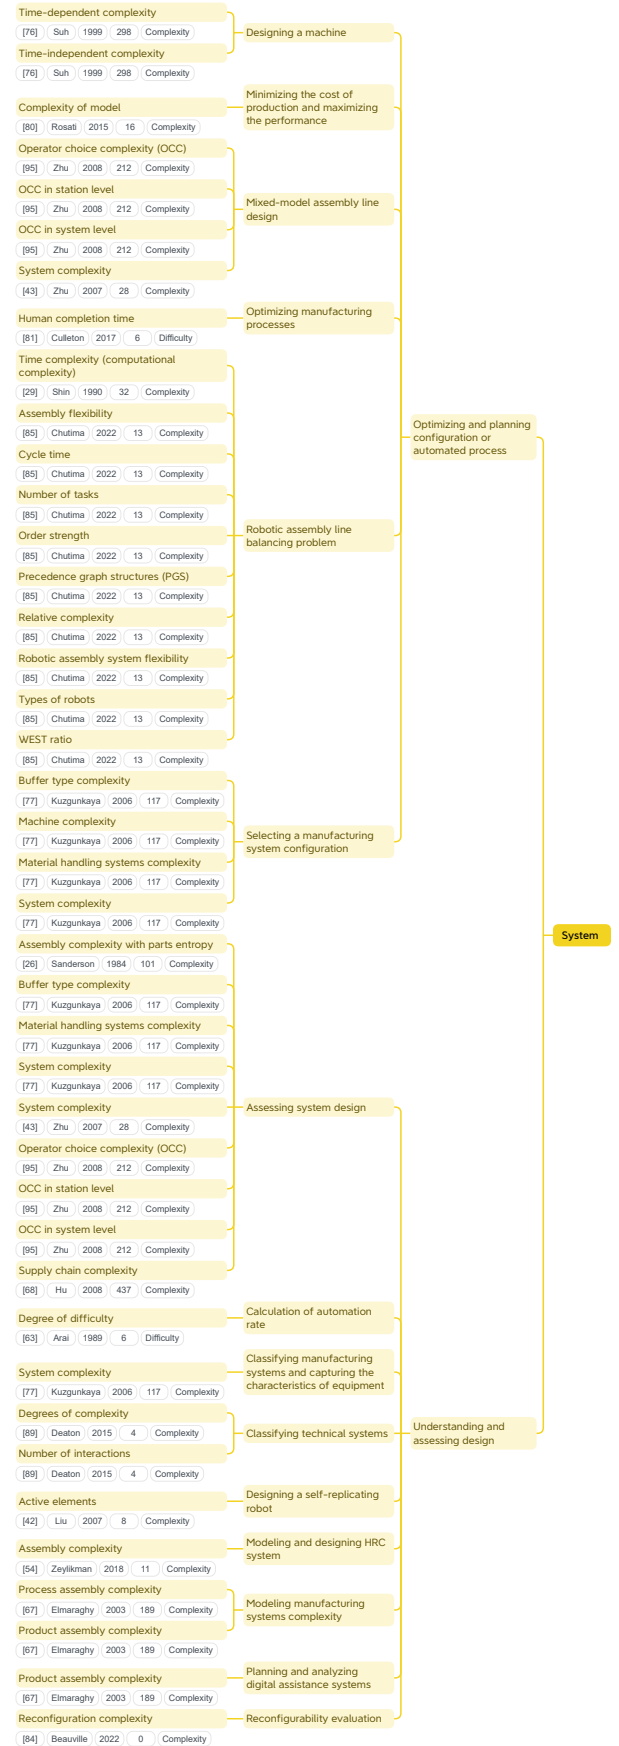 Time-dependent complexity
[76] Suh 1999 298 Complexity
Time-independent complexity
[76] Suh 1999 298 Complexity
Designing a machine
Complexity of model
[80] Rosati 2015 16 Complexity
Minimizing the cost of
production and maximizing
the performance
Operator choice complexity (OCC)
[95] Zhu 2008 212 Complexity
OCC in station level
[95] Zhu 2008 212 Complexity
OCC in system level
[95] Zhu 2008 212 Complexity
System complexity
[43] Zhu 2007 28 Complexity
Mixed-model assembly line
design
Human completion time
[81] Culleton 2017 6 Difficulty
Optimizing manufacturing
processes
Time complexity (computational
complexity)
[29] Shin 1990 32 Complexity
Assembly flexibility
[85] Chutima 2022 13 Complexity
Cycle time
[85] Chutima 2022 13 Complexity
Number of tasks
[85] Chutima 2022 13 Complexity
Order strength
[85] Chutima 2022 13 Complexity
Precedence graph structures (PGS)
[85] Chutima 2022 13 Complexity
Relative complexity
[85] Chutima 2022 13 Complexity
Robotic assembly system flexibility
[85] Chutima 2022 13 Complexity
Types of robots
[85] Chutima 2022 13 Complexity
WEST ratio
[85] Chutima 2022 13 Complexity
Robotic assembly line
balancing problem
Buffer type complexity
[77] Kuzgunkaya 2006 117 Complexity
Machine complexity
[77] Kuzgunkaya 2006 117 Complexity
Material handling systems complexity
[77] Kuzgunkaya 2006 117 Complexity
System complexity
[77] Kuzgunkaya 2006 117 Complexity
Selecting a manufacturing
system configuration
Optimizing and planning
configuration or
automated process
Assembly complexity with parts entropy
[26] Sanderson 1984 101 Complexity
Buffer type complexity
[77] Kuzgunkaya 2006 117 Complexity
Material handling systems complexity
[77] Kuzgunkaya 2006 117 Complexity
System complexity
[77] Kuzgunkaya 2006 117 Complexity
System complexity
[43] Zhu 2007 28 Complexity
Operator choice complexity (OCC)
[95] Zhu 2008 212 Complexity
OCC in station level
[95] Zhu 2008 212 Complexity
OCC in system level
[95] Zhu 2008 212 Complexity
Supply chain complexity
[68] Hu 2008 437 Complexity
Assessing system design
Degree of difficulty
[63] Arai 1989 6 Difficulty
Calculation of automation
rate
System complexity
[77] Kuzgunkaya 2006 117 Complexity
Classifying manufacturing
systems and capturing the
characteristics of equipment
Degrees of complexity
[89] Deaton 2015 4 Complexity
Number of interactions
[89] Deaton 2015 4 Complexity
Classifying technical systems
Active elements
[42] Liu 2007 8 Complexity
Designing a self-replicating
robot
Assembly complexity
[54] Zeylikman 2018 11 Complexity
Modeling and designing HRC
system
Process assembly complexity
[67] Elmaraghy 2003 189 Complexity
Product assembly complexity
[67] Elmaraghy 2003 189 Complexity
Modeling manufacturing
systems complexity
Product assembly complexity
[67] Elmaraghy 2003 189 Complexity
Planning and analyzing
digital assistance systems
Reconfiguration complexity
[84] Beauville 2022 0 Complexity
Reconfigurability evaluation
Understanding and
assessing design
System